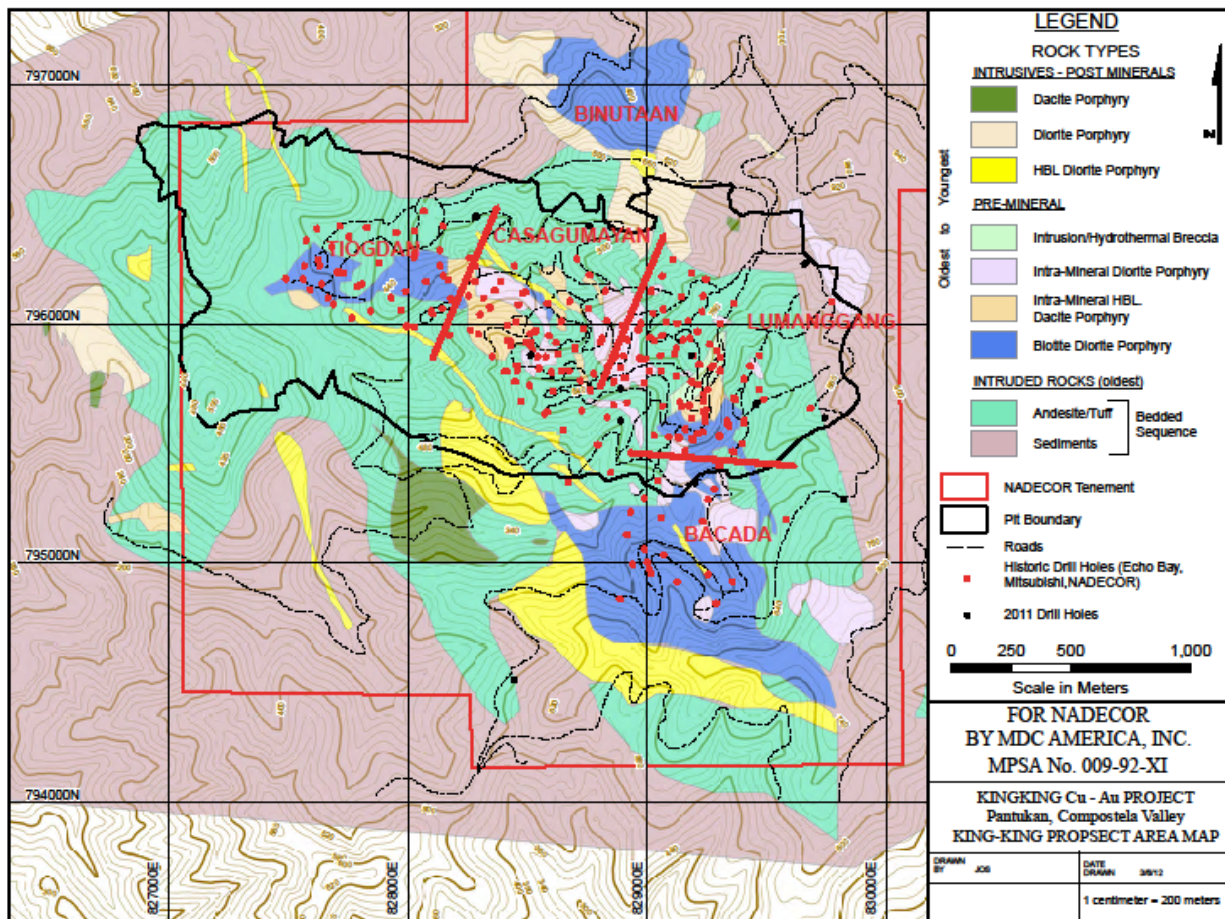 797000N
796000N
795000N
794000N
827000E
828000E
829000E
830000E
BINUTAAN
TIOGDAN
CASAGUMAYAN
LUMANGGANG
BACADA
LEGEND
ROCK TYPES
INTRUSIVES - POST MINERALS
Dacite Porphyry
Diorite Porphyry
HBL Diorite Porphyry
PRE-MINERAL
Intrusion/Hydrothermal Breccia
Intra-Mineral Diorite Porphyry
Intra-Mineral HBL.
Dacite Porphyry
Biotite Diorite Porphyry
INTRUDED ROCKS (oldest)
Andesite/Tuff
Sediments
Bedded
Sequence
Oldest to Youngest
N
NADECOR Tenement
Pit Boundary
Roads
Historic Drill Holes (Echo Bay,
Mitsubishi,NADECOR)
2011 Drill Holes
0 250 500 1,000
Scale in Meters
FOR NADECOR
BY MDC AMERICA, INC.
MPSA No. 009-92-XI
KINGKING Cu - Au PROJECT
Pantukan, Compostela Valley
KING-KING PROPSECT AREA MAP
DRAWN
BY JOS
DATE
DRAWN
1 centimeter = 200 meters